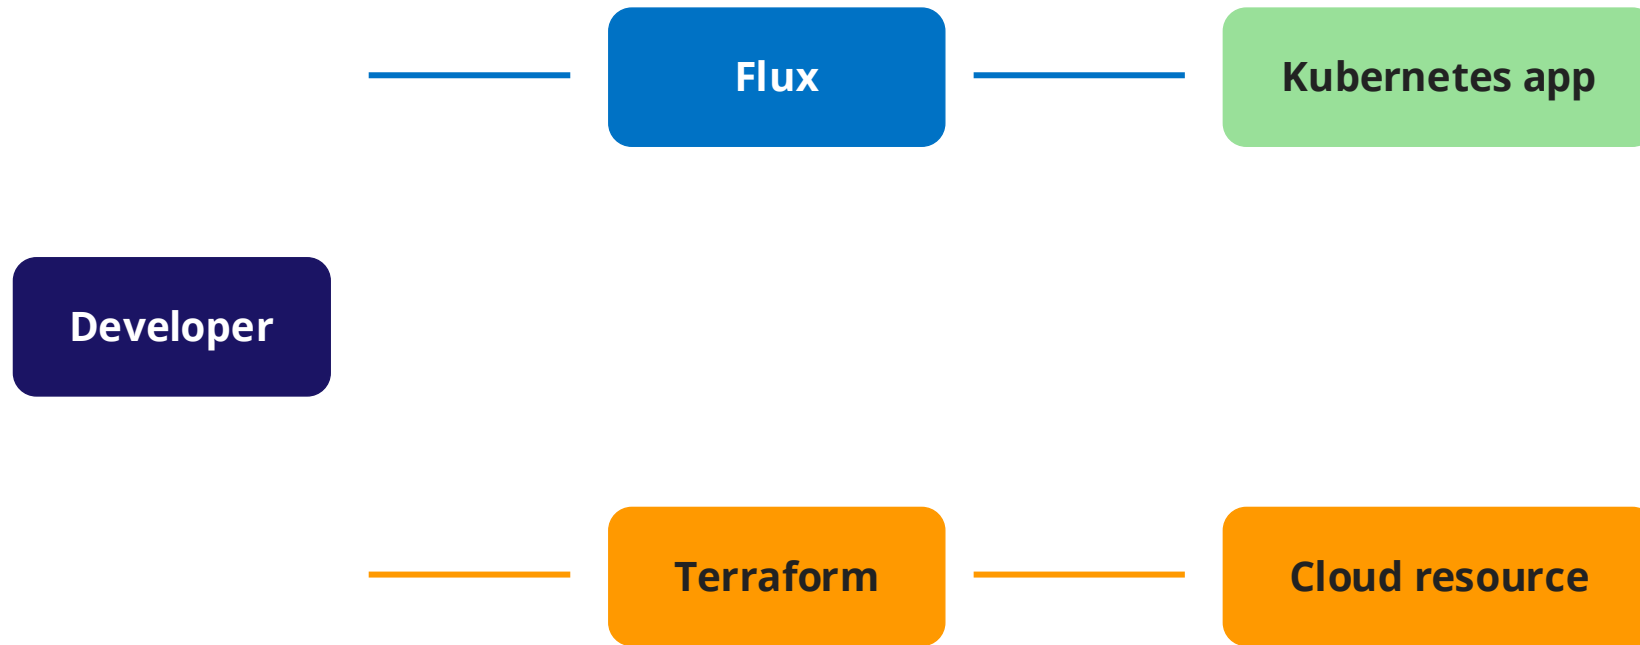 Flux
Kubernetes app
Developer
Terraform
Cloud resource